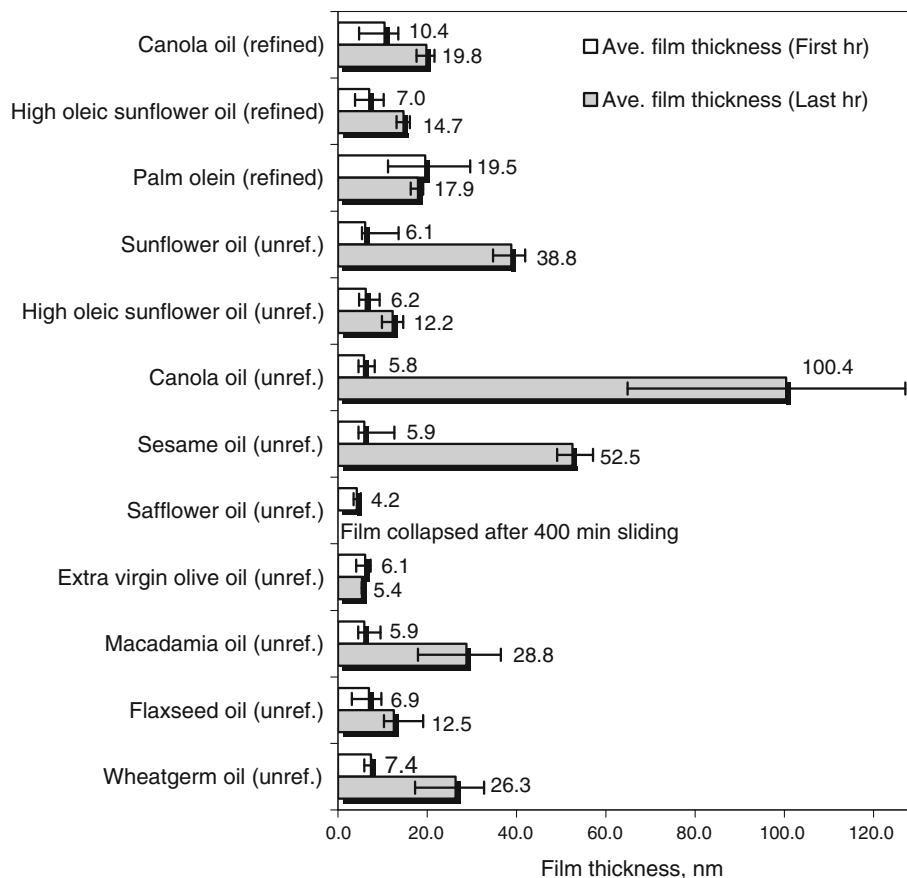 Canola oil (refined)
10.4
19.8
Ave. film thickness (First hr)
Ave. film thickness (Last hr)
High oleic sunflower oil (refined)
7.0
14.7
Palm olein (refined)
19.5
17.9
Sunflower oil (unref.)
6.1
38.8
High oleic sunflower oil (unref.)
6.2
12.2
Canola oil (unref.)
5.8
100.4
Sesame oil (unref.)
5.9
52.5
Safflower oil (unref.)
4.2
Film collapsed after 400 min sliding
Extra virgin olive oil (unref.)
6.1
5.4
Macadamia oil (unref.)
5.9
28.8
Flaxseed oil (unref.)
6.9
12.5
Wheatgerm oil (unref.)
7.4
26.3
0.0 20.0 40.0 60.0 80.0 100.0 120.0
Film thickness, nm